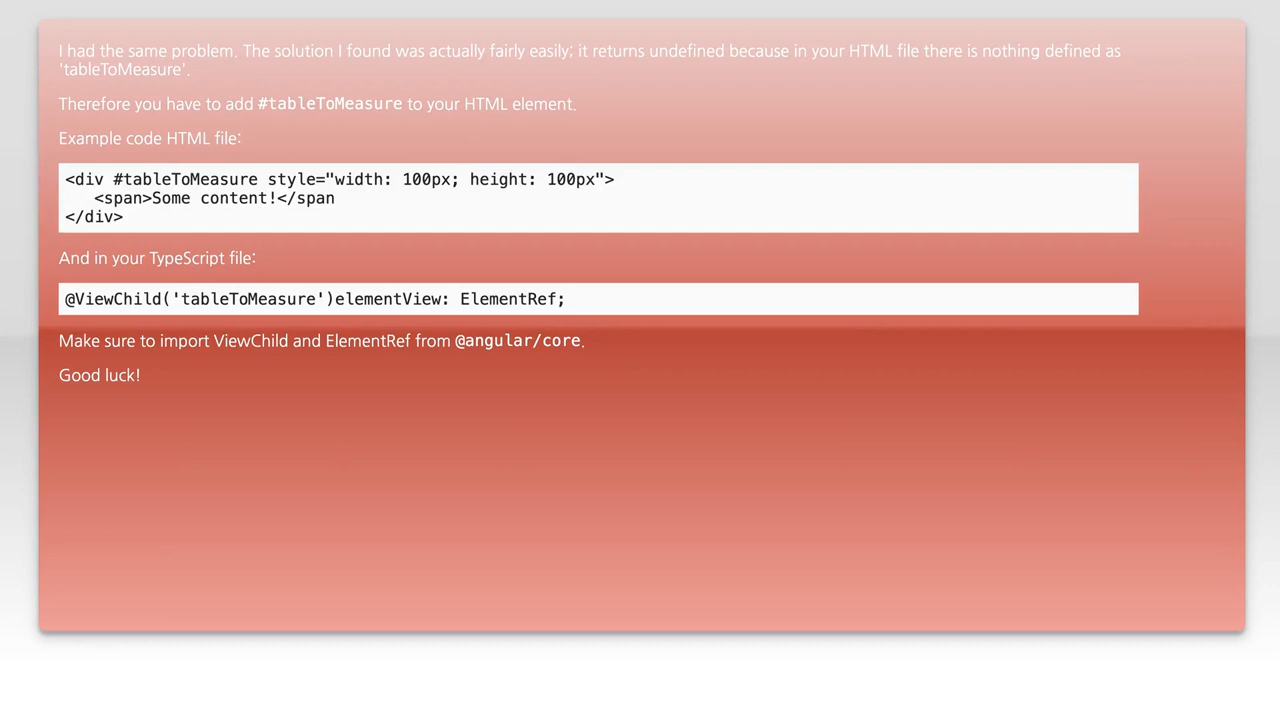 I had the same problem. The solution I found was actually fairly easily; it returns undefined because in your HTML file there is nothing defined as
'tableToMeasure'.
Therefore you have to add #tableToMeasure to your HTML element.
Example code HTML file:
<div #tableToMeasure style="width: 100px; height: 100px">
   <span>Some content!</span
</div>
And in your TypeScript file:
@ViewChild('tableToMeasure')elementView: ElementRef;
Make sure to import ViewChild and ElementRef from @angular/core.
Good luck!